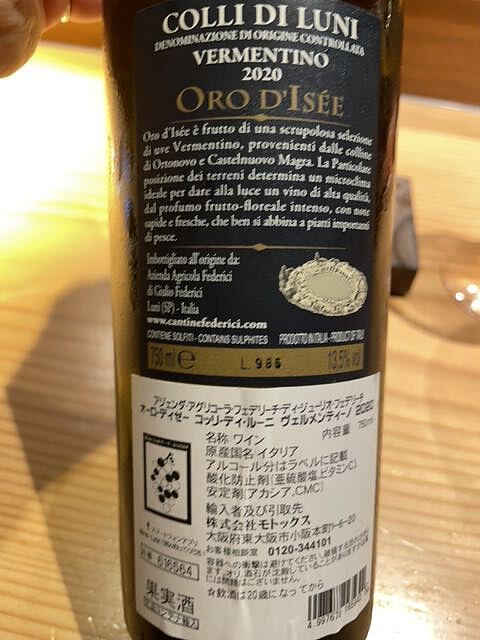 COLLI DI LUNI
DENOMINAZIONE DI ORIGINE CONTROLLATA
VERMENTINO
2020
ORO D'ISÉE
Oro d'Isée è frutto di una scrupolosa selezione
di uve Vermentino, provenienti dalle colline
di Ortonovo e Castelnuovo Magra. La Particolare
posizione dei terreni determina un microclima
ideale per dare alla luce un vino di alta qualità,
dal profumo frutto-floreale intenso, con note
sapide e fresche, che ben si abbina a piatti importanti
di pesce.
Imbottigliato all'origine da:
Azienda Agricola Federici
di Giulio Federici
Luni (SP) - Italia
www.cantinefederici.com
CONTIENE SOLFITI - CONTAINS SULPHITES PRODOTTO IN ITALIA - PRODUCT OF ITALY
750 ml e L. 986 13,5% vol
アジェンダ・アグリコーラ・フェデリーチ・ディ・ジューリオ・フェデリーチ
オーロ・ディゼー コッリ・ディ・ルーニ ヴェルメンティーノ 2020
名称 ワイン 内容量 750ml
原産国名 イタリア
アルコール分はラベルに記載
酸化防止剤(亜硫酸塩,ビタミンC)
安定剤(アカシア,CMC)
輸入者及び引取先
株式会社モトックス
大阪府東大阪市小阪本町1-6-20
お客様相談室 0120-344101
616564
果実酒
☆飲酒は20歳になってから